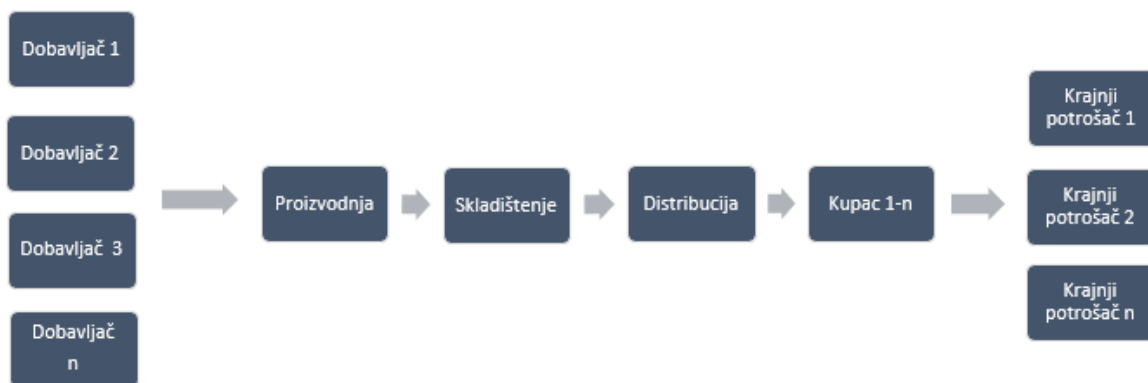 Dobavljač 1
Dobavljač 2
Dobavljač  3
Dobavljač
n
Proizvodnja
Skladištenje
Distribucija
Kupac 1-n
Krajnji
potrošač 1
Krajnji
potrošač 2
Krajnji
potrošač n